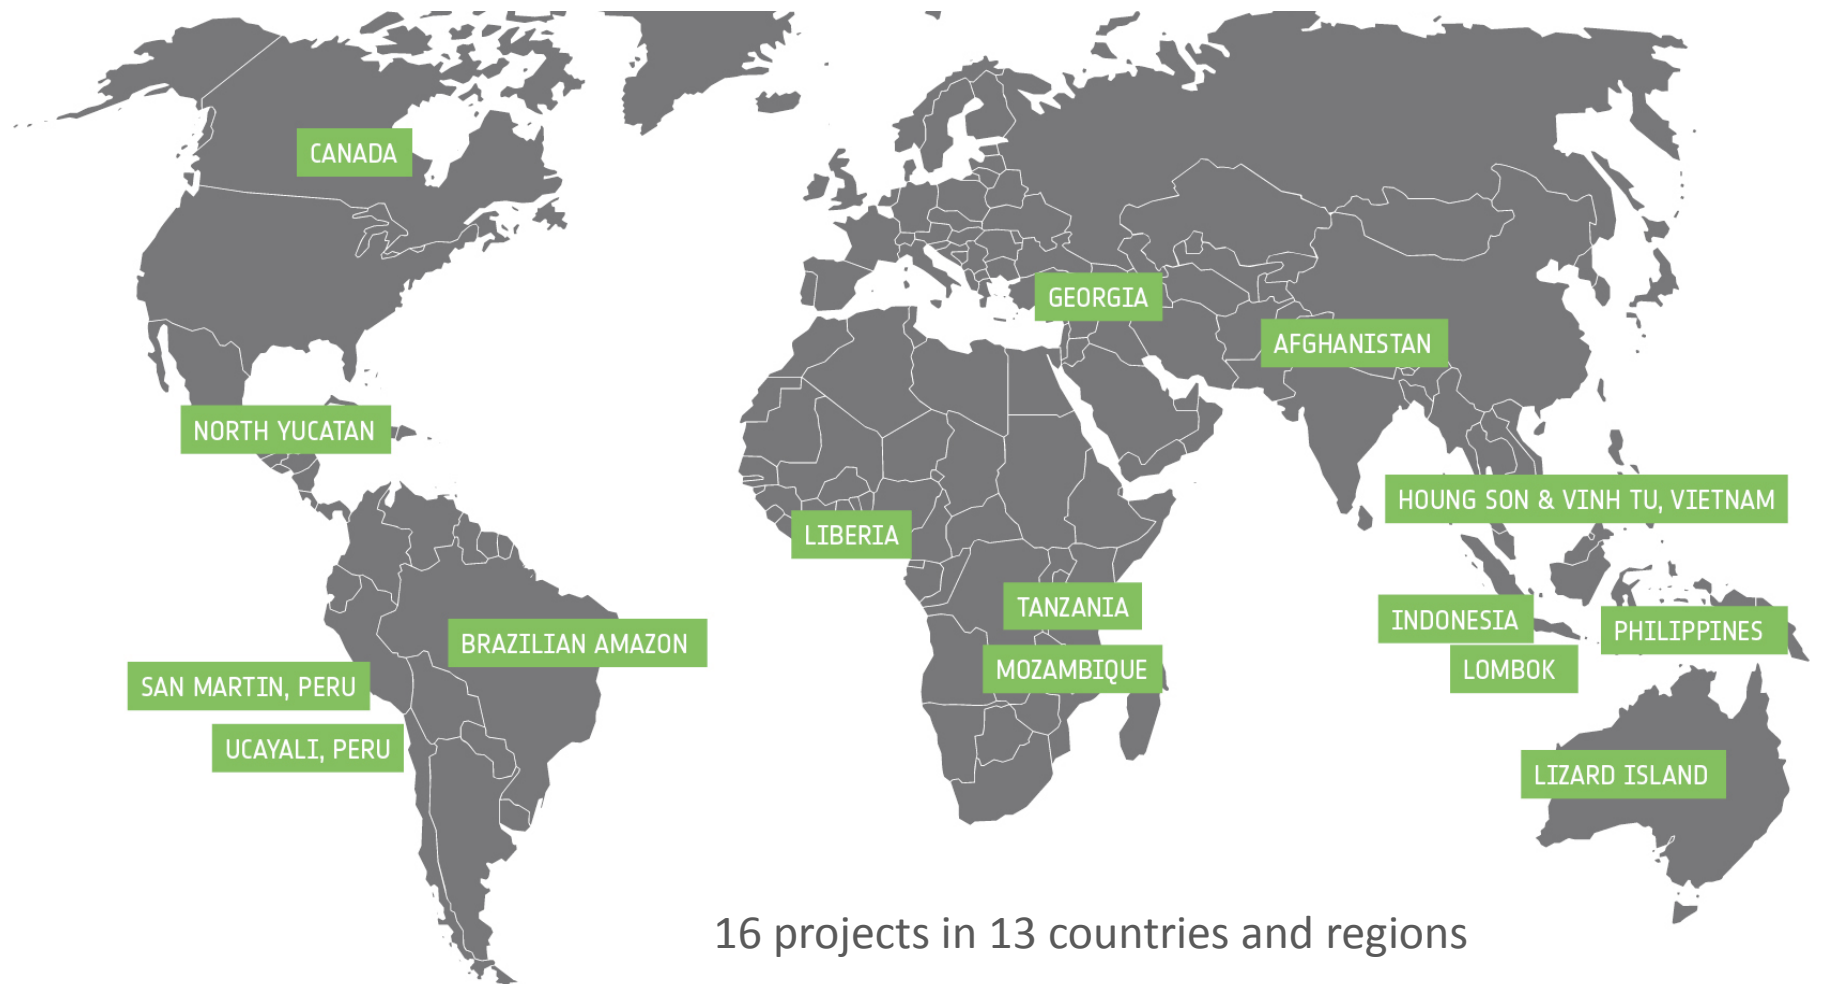 CANADA
GEORGIA
AFGHANISTAN
NORTH YUCATAN
HOUNG SON & VINH TU, VIETNAM
LIBERIA
TANZANIA
INDONESIA
PHILIPPINES
BRAZILIAN AMAZON
MOZAMBIQUE
LOMBOK
SAN MARTIN, PERU
UCAYALI, PERU
LIZARD ISLAND
16 projects in 13 countries and regions